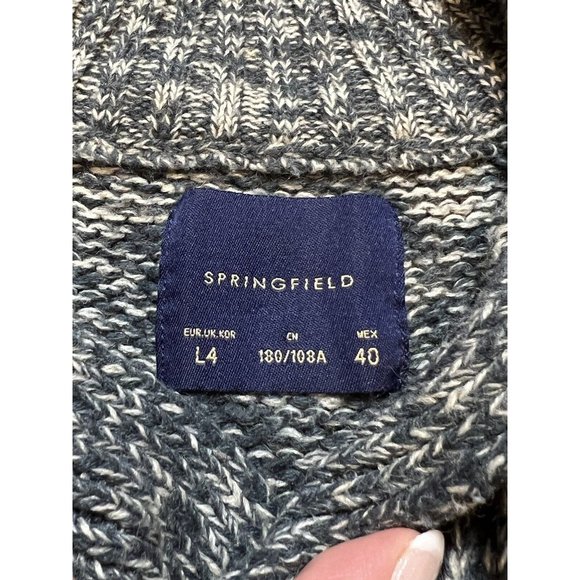 SPRINGFIELD
EUR.UK.KOR CN MEX
L4 180/108A 40